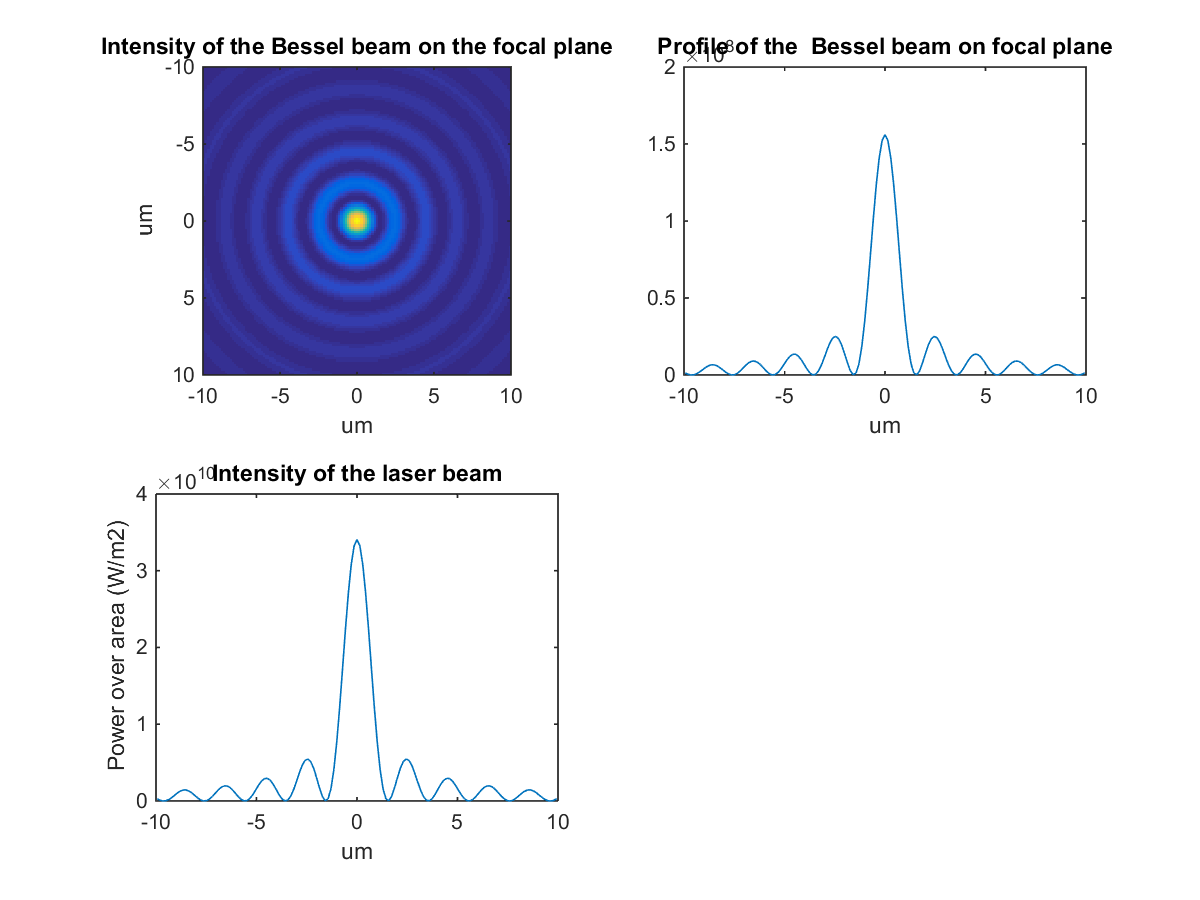 Intensity of the Bessel beam on the focal plane
-10
-5
0
5
10
um
-10 -5 0 5 10
um
Profile of the  Bessel beam on focal plane
×10⁸
2
1.5
1
0.5
0
-10 -5 0 5 10
um
Intensity of the laser beam
×10¹⁰
4
3
2
1
0
Power over area (W/m2)
-10 -5 0 5 10
um